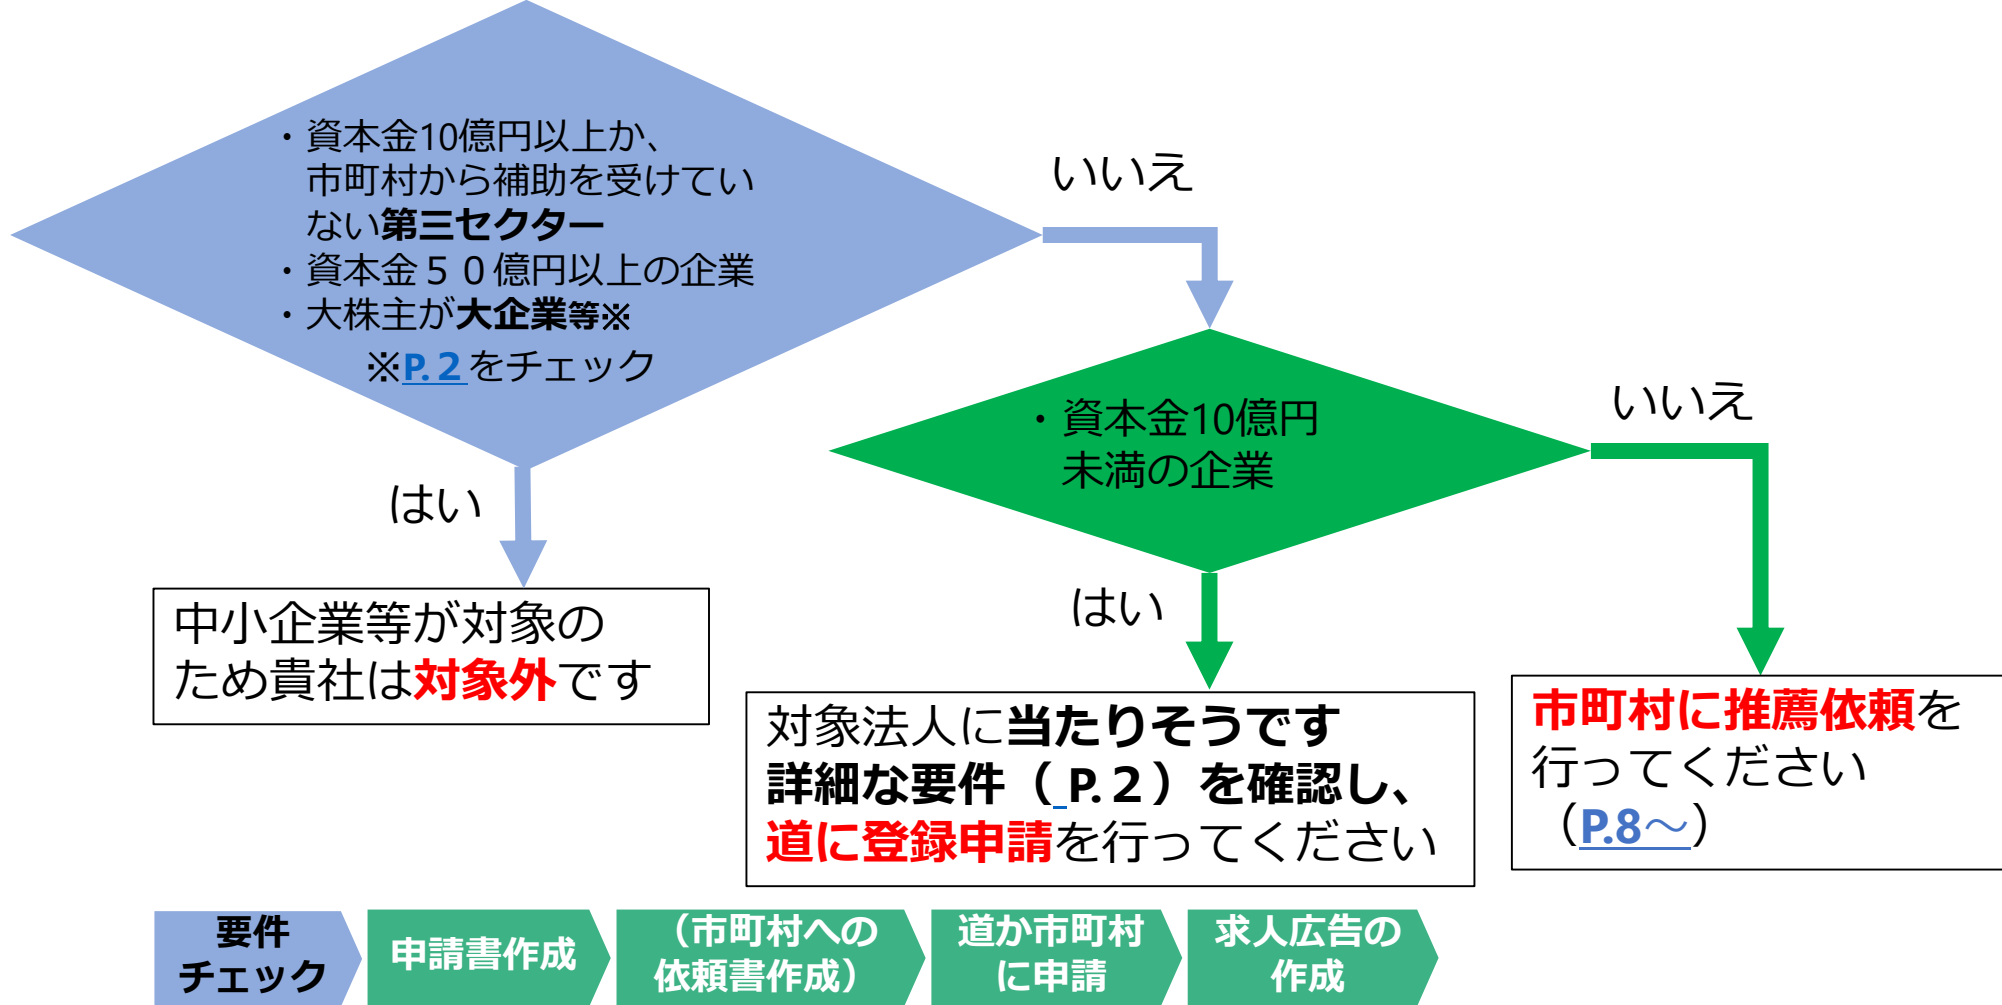 ・資本金10億円以上か、
市町村から補助を受けてい
ない第三セクター
・資本金５０億円以上の企業
・大株主が大企業等※
※P.２をチェック
いいえ
はい
中小企業等が対象の
ため貴社は対象外です
・資本金10億円
未満の企業
いいえ
はい
対象法人に当たりそうです
詳細な要件（ P.２）を確認し、
道に登録申請を行ってください
市町村に推薦依頼を
行ってください
（P.8～）
要件
チェック
申請書作成
（市町村への
依頼書作成）
道か市町村
に申請
求人広告の
作成